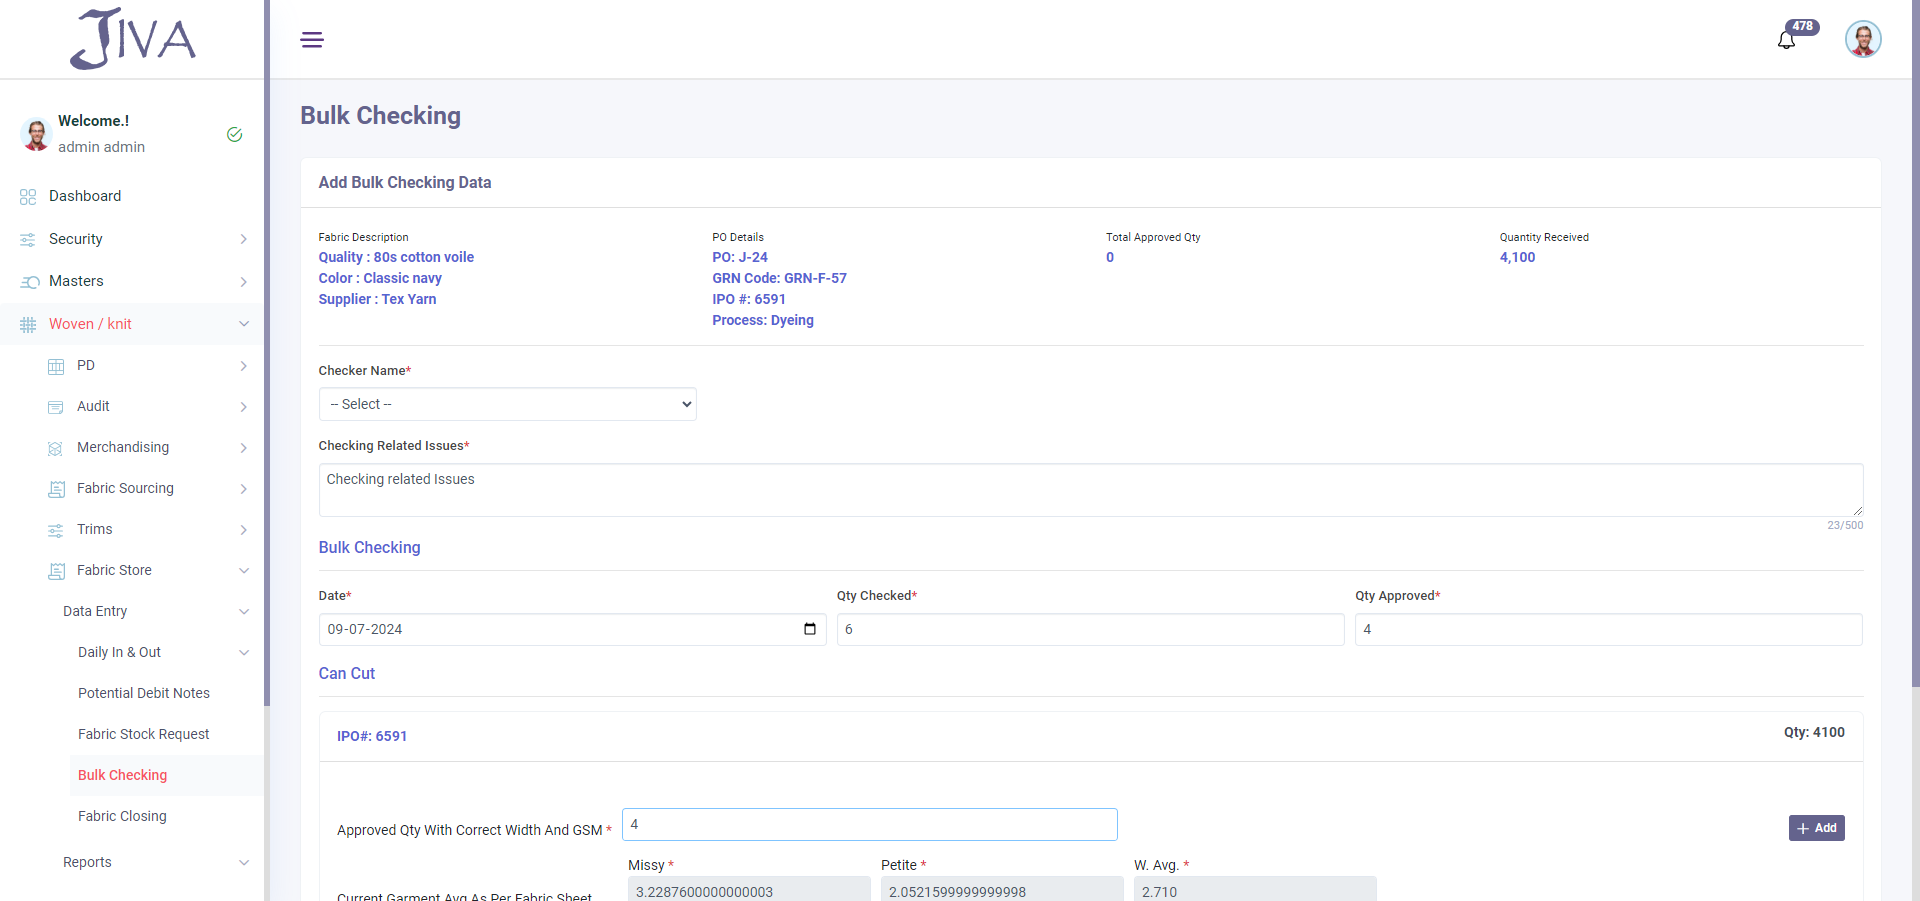 JIVA
478
Welcome.!
admin admin
Dashboard
Security
Masters
Woven / knit
PD
Audit
Merchandising
Fabric Sourcing
Trims
Fabric Store
Data Entry
Daily In & Out
Potential Debit Notes
Fabric Stock Request
Bulk Checking
Fabric Closing
Reports
Bulk Checking
Add Bulk Checking Data
Fabric Description
Quality : 80s cotton voile
Color : Classic navy
Supplier : Tex Yarn
PO Details
PO: J-24
GRN Code: GRN-F-57
IPO #: 6591
Process: Dyeing
Total Approved Qty
0
Quantity Received
4,100
Checker Name*
-- Select --
Checking Related Issues*
Checking related Issues
23/500
Bulk Checking
Date*
09-07-2024
Qty Checked*
6
Qty Approved*
4
Can Cut
IPO#: 6591
Qty: 4100
Approved Qty With Correct Width And GSM *
4
+ Add
Missy * Petite * W. Avg. *
Current Garment Avg As Per Fabric Sheet
3.2287600000000003 2.0521599999999998 2.710